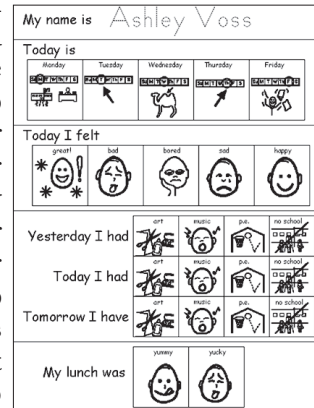 My name is Ashley Voss
Today is
Monday Tuesday Wednesday Thursday Friday
Today I felt
great! bad bored sad happy
art music p.e. no school
Yesterday I had
art music p.e. no school
Today I had
art music p.e. no school
Tomorrow I have
yummy yucky
My lunch was